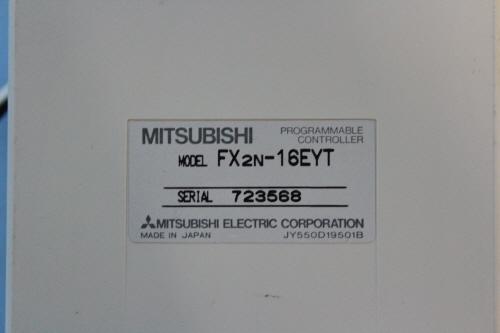 MITSUBISHI PROGRAMMABLE CONTROLLER
MODEL FX2N-16EYT
SERIAL 723568
MITSUBISHI ELECTRIC CORPORATION
MADE IN JAPAN JY550D19501B